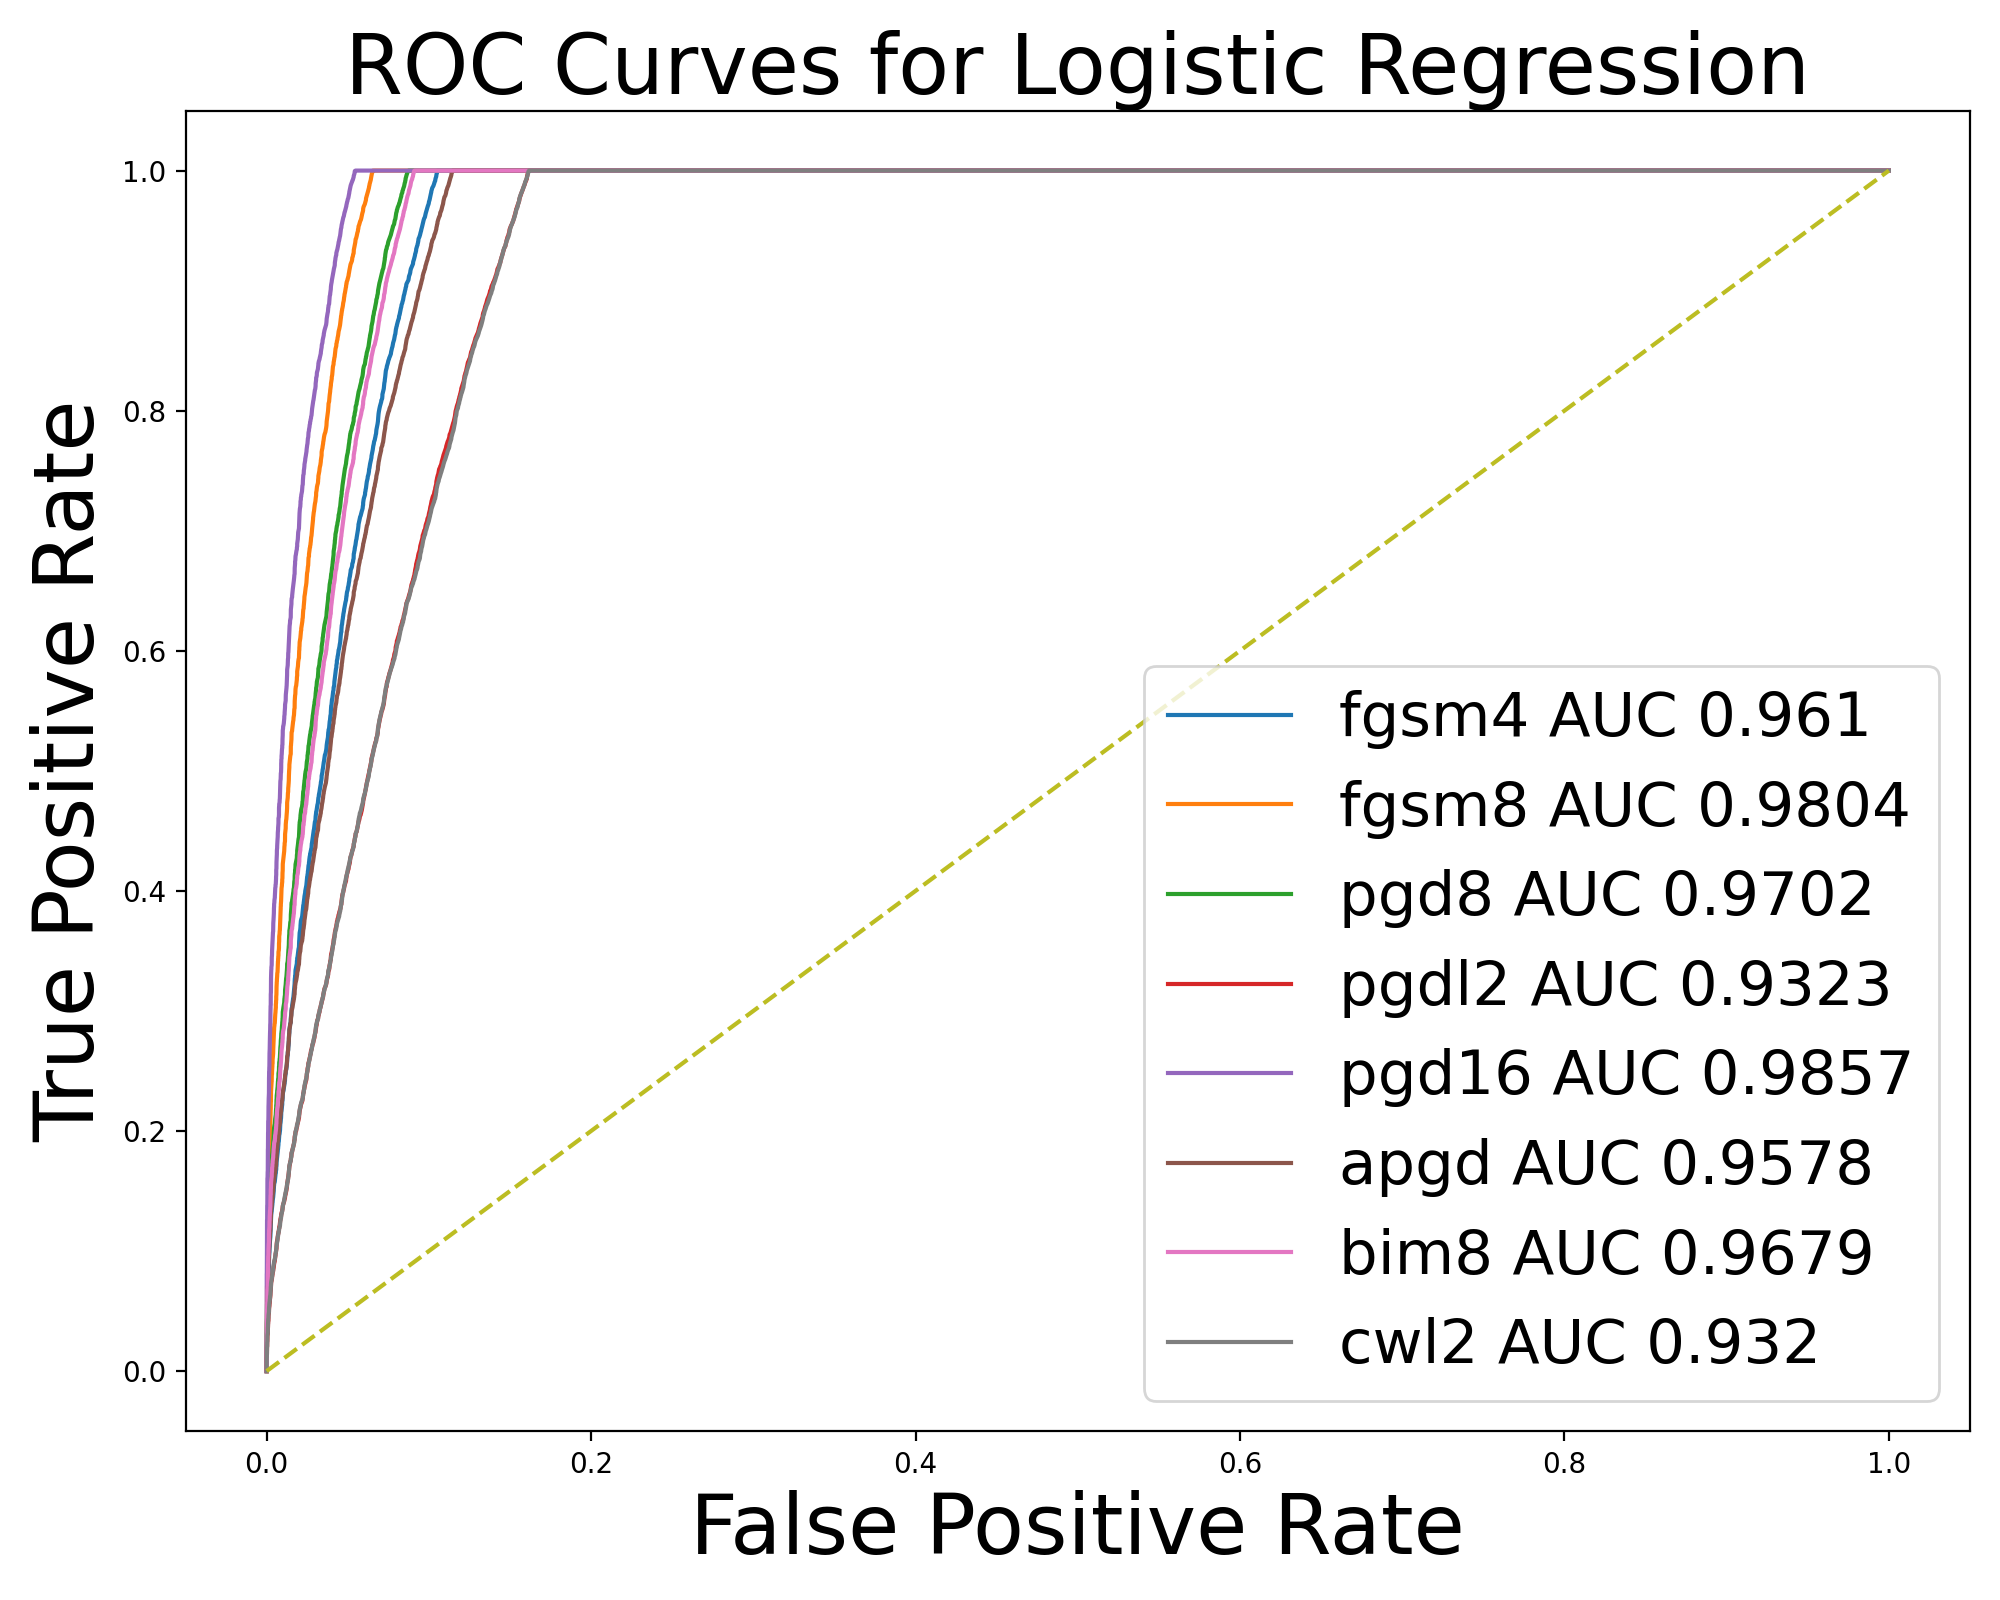 ROC Curves for Logistic Regression
True Positive Rate
1.0
0.8
0.6
0.4
0.2
0.0
fgsm4 AUC 0.961
fgsm8 AUC 0.9804
pgd8 AUC 0.9702
pgdl2 AUC 0.9323
pgd16 AUC 0.9857
apgd AUC 0.9578
bim8 AUC 0.9679
cwl2 AUC 0.932
0.0 0.2 0.4 0.6 0.8 1.0
False Positive Rate